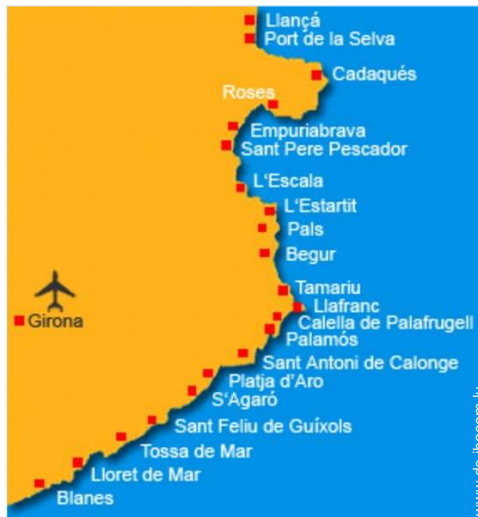 Llançá
Port de la Selva
Cadaqués
Roses
Empuriabrava
Sant Pere Pescador
L'Escala
L'Estartit
Pals
Begur
Tamariu
Llafranc
Girona
Calella de Palafrugell
Palamós
Sant Antoni de Calonge
Platja d'Aro
S'Agaró
Sant Feliu de Guíxols
Tossa de Mar
Lloret de Mar
Blanes